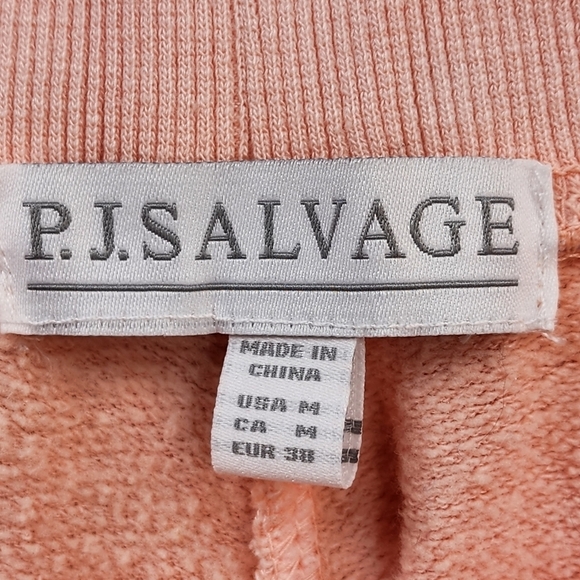 P.J.SALVAGE
MADE IN
CHINA
USA M
CA M
EUR 38